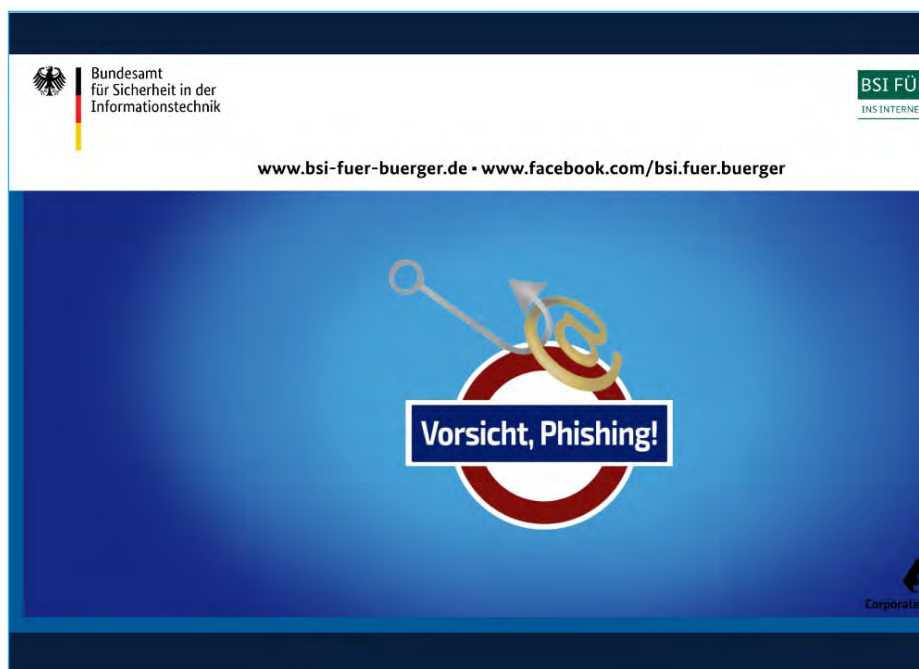 Bundesamt
für Sicherheit in der
Informationstechnik
BSI FÜ
INS INTERNE
www.bsi-fuer-buerger.de • www.facebook.com/bsi.fuer.buerger
@
Vorsicht, Phishing!
Corporate